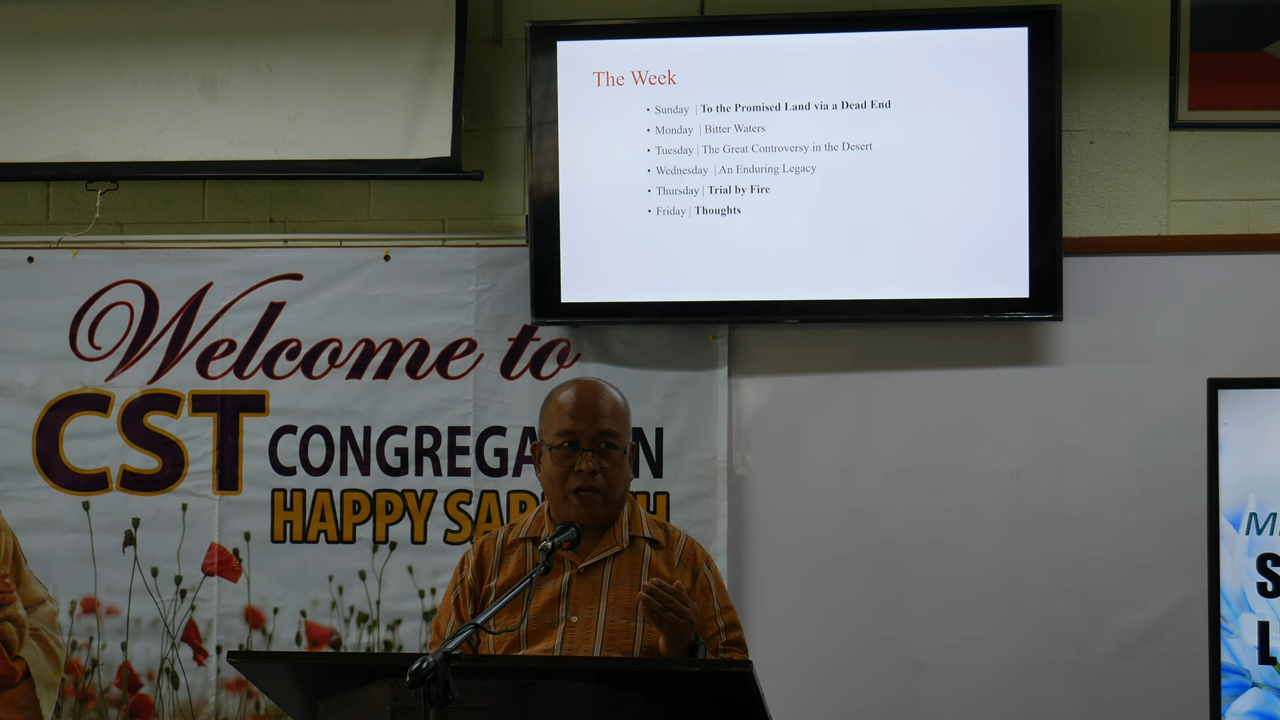 The Week
• Sunday | To the Promised Land via a Dead End
• Monday | Bitter Waters
• Tuesday | The Great Controversy in the Desert
• Wednesday | An Enduring Legacy
• Thursday | Trial by Fire
• Friday | Thoughts
Welcome to
CST
CONGREGA N
HAPPY SA H
M
S
L